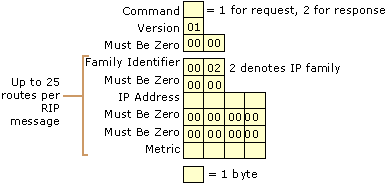 Command = 1 for request, 2 for response
Version 01
Must Be Zero 00 00
Family Identifier 00 02 2 denotes IP family
Must Be Zero 00 00
IP Address
Must Be Zero 00 00 00 00
Must Be Zero 00 00 00 00
Metric
Up to 25
routes per
RIP
message
= 1 byte